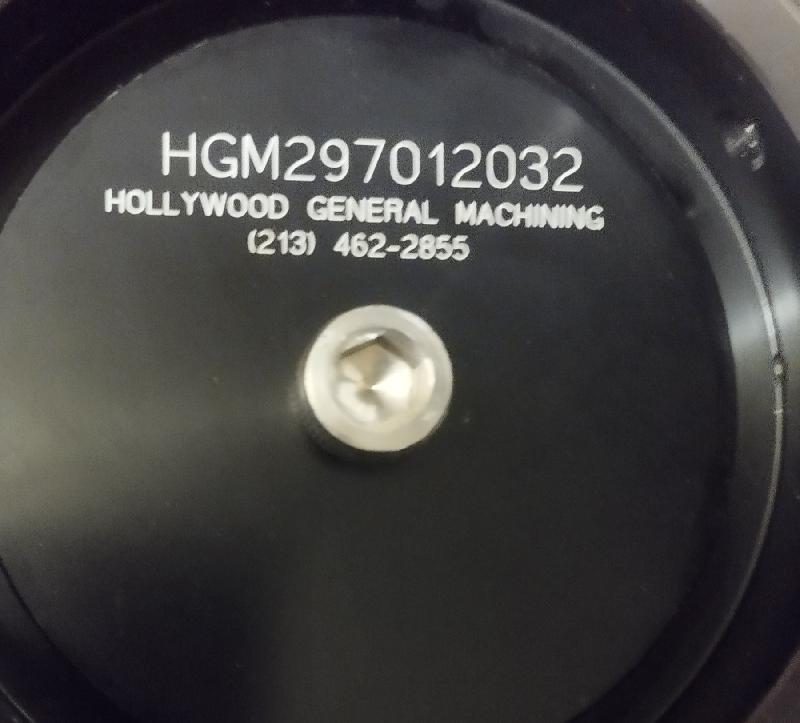 HGM297012032
HOLLYWOOD GENERAL MACHINING
(213) 462-2855